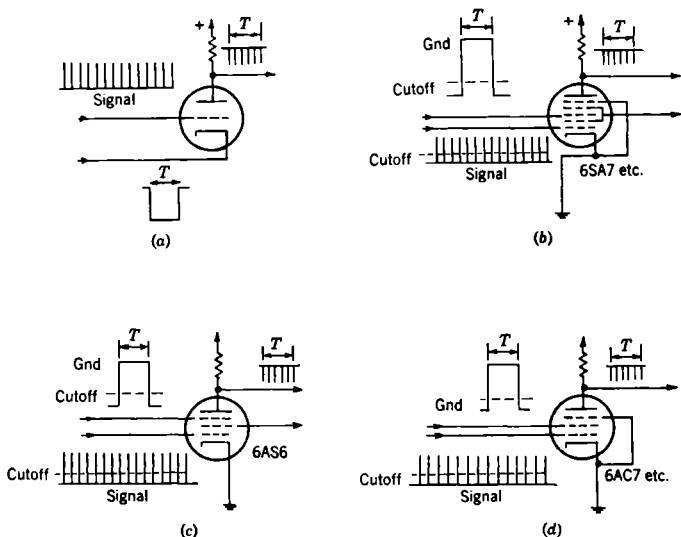 +
T
Signal
T
(a)
+
T
T
Gnd
Cutoff
Cutoff
Signal
6SA7 etc.
(b)
T
T
Gnd
Cutoff
6AS6
Cutoff
Signal
(c)
T
T
Gnd
6AC7 etc.
Cutoff
Signal
(d)